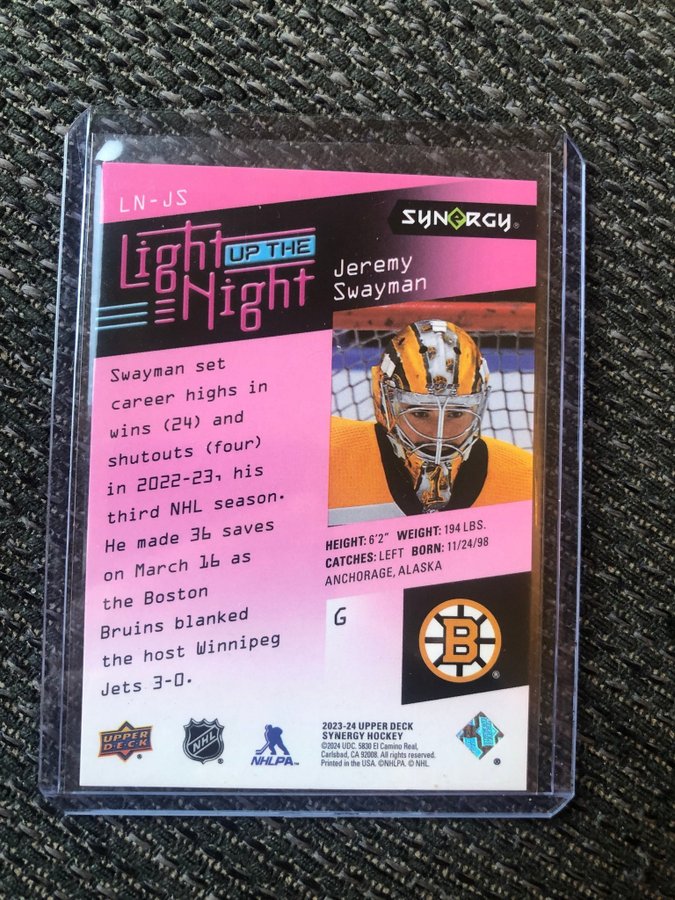 LN-JS
SYNERGY®
Light UP THE
Night
Jeremy
Swayman
Swayman set
career highs in
wins (24) and
shutouts (four)
in 2022-23, his
third NHL season.
He made 36 saves
on March 16 as
the Boston
Bruins blanked
the host Winnipeg
Jets 3-0.
HEIGHT: 6'2" WEIGHT: 194 LBS.
CATCHES: LEFT BORN: 11/24/98
ANCHORAGE, ALASKA
G
B
®
UPPER
DECK
NHL
NHLPA™
2023-24 UPPER DECK
SYNERGY HOCKEY
©2024 UDC. 5830 El Camino Real,
Carlsbad, CA 92008. All rights reserved.
Printed in the USA. ©NHLPA. © NHL.
®